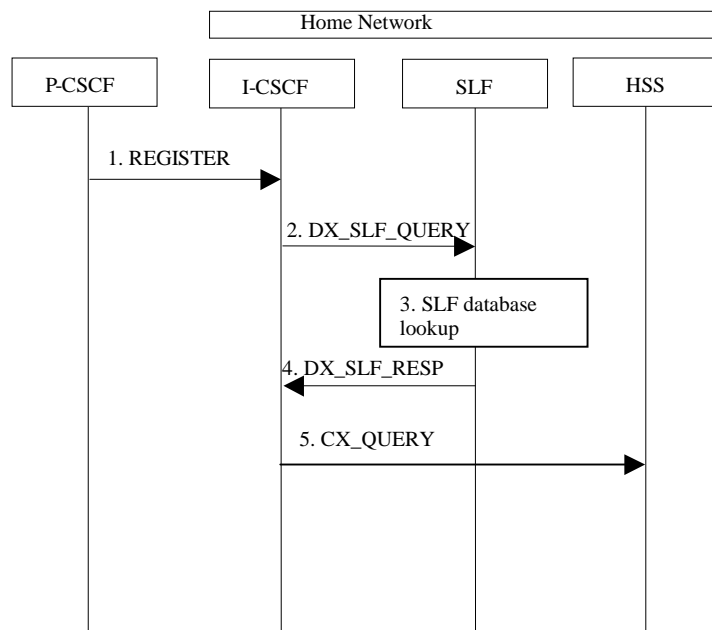 Home Network
P-CSCF
I-CSCF
SLF
HSS
1. REGISTER
2. DX_SLF_QUERY
3. SLF database
lookup
4. DX_SLF_RESP
5. CX_QUERY